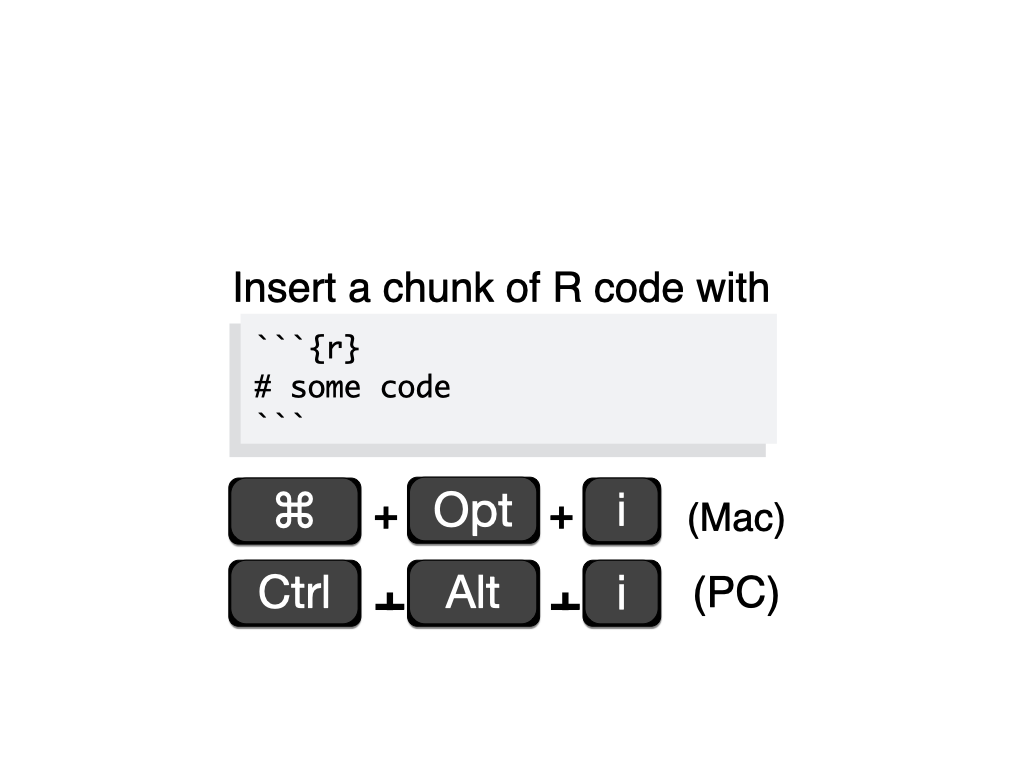 Insert a chunk of R code with
```{r}
# some code
```
⌘ + Opt + i (Mac)
Ctrl + Alt + i (PC)